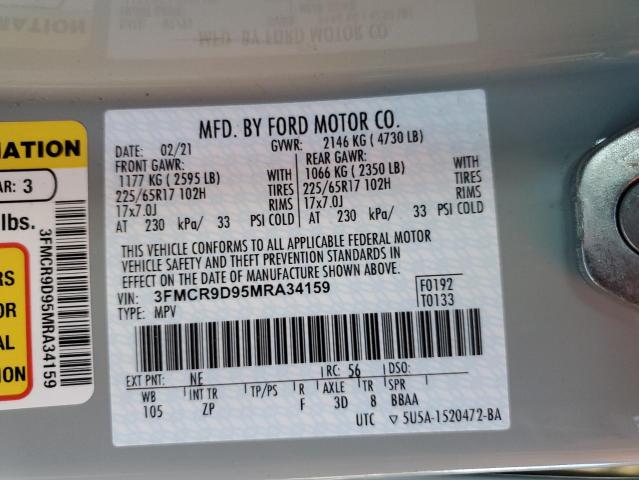 MFD. BY FORD MOTOR CO.
MFD. BY FORD MOTOR CO.
DATE: 02/21 GVWR: 2146 KG ( 4730 LB)
FRONT GAWR: REAR GAWR:
1177 KG ( 2595 LB) WITH 1066 KG ( 2350 LB) WITH
225/65R17 102H TIRES 225/65R17 102H TIRES
17x7.0J RIMS 17x7.0J RIMS
AT 230 kPa/ 33 PSI COLD AT 230 kPa/ 33 PSI COLD
THIS VEHICLE CONFORMS TO ALL APPLICABLE FEDERAL MOTOR
VEHICLE SAFETY AND THEFT PREVENTION STANDARDS IN
EFFECT ON THE DATE OF MANUFACTURE SHOWN ABOVE.
VIN: 3FMCR9D95MRA34159 F0192
TYPE: MPV T0133
EXT PNT: NE RC: 56 DSO:
WB INT TR TP/PS R AXLE TR SPR
105 ZP F 3D 8 BBAA
UTC ▽ 5U5A-1520472-BA
MATION
AR: 3
lbs.
3FMCR9D95MRA34159
RS
OR
AL
ION